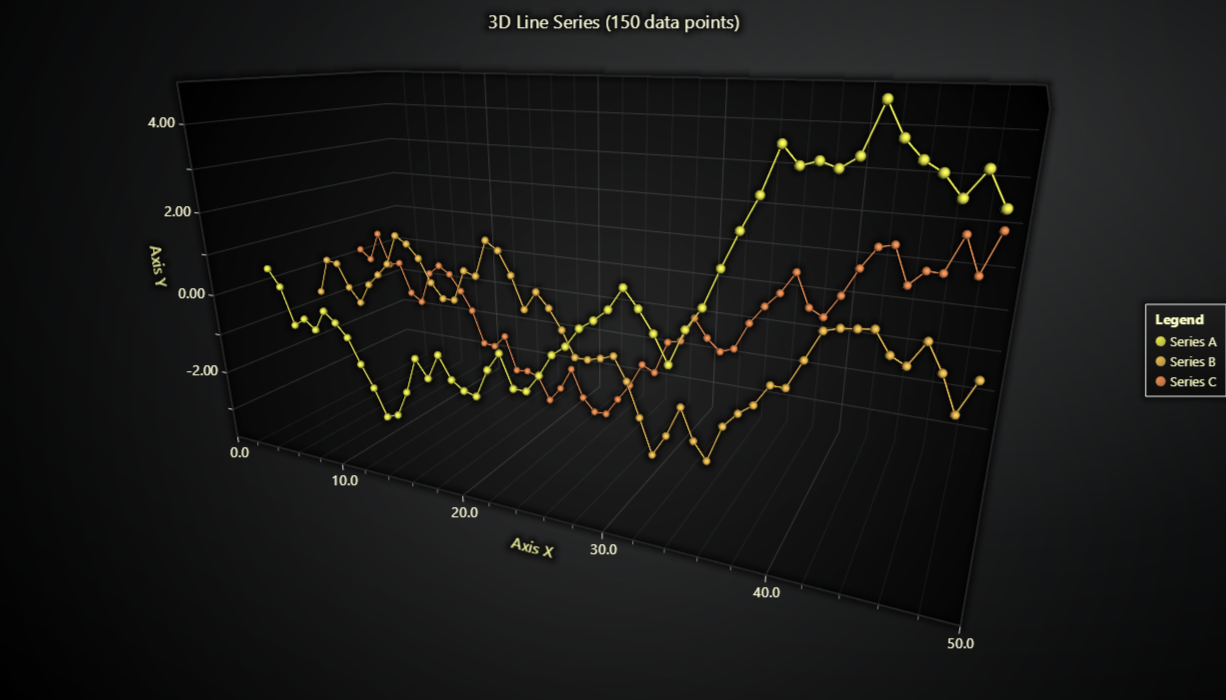 3D Line Series (150 data points)
4.00
2.00
Axis Y
0.00
-2.00
0.0
10.0
20.0
Axis X
30.0
40.0
50.0
Legend
Series A
Series B
Series C